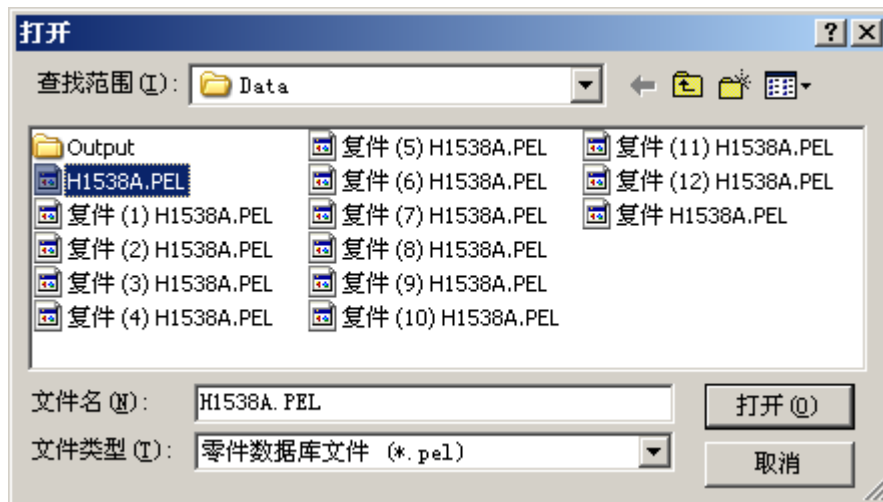 打开
查找范围(I): Data
Output
H1538A.PEL
复件 (1) H1538A.PEL
复件 (2) H1538A.PEL
复件 (3) H1538A.PEL
复件 (4) H1538A.PEL
复件 (5) H1538A.PEL
复件 (6) H1538A.PEL
复件 (7) H1538A.PEL
复件 (8) H1538A.PEL
复件 (9) H1538A.PEL
复件 (10) H1538A.PEL
复件 (11) H1538A.PEL
复件 (12) H1538A.PEL
复件 H1538A.PEL
文件名(N): H1538A.PEL
打开(O)
文件类型(T): 零件数据库文件 (*.pel)
取消